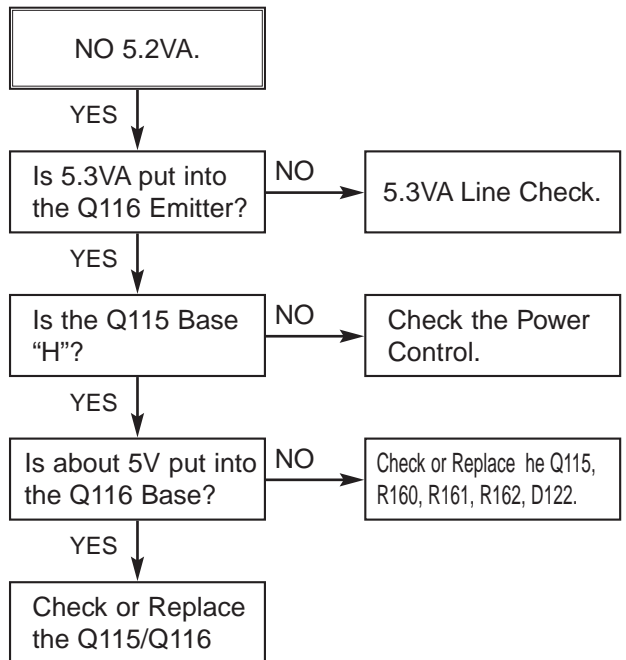 NO 5.2VA.
YES
Is 5.3VA put into
the Q116 Emitter?
NO
5.3VA Line Check.
YES
Is the Q115 Base
“H”?
NO
Check the Power
Control.
YES
Is about 5V put into
the Q116 Base?
NO
Check or Replace he Q115,
R160, R161, R162, D122.
YES
Check or Replace
the Q115/Q116